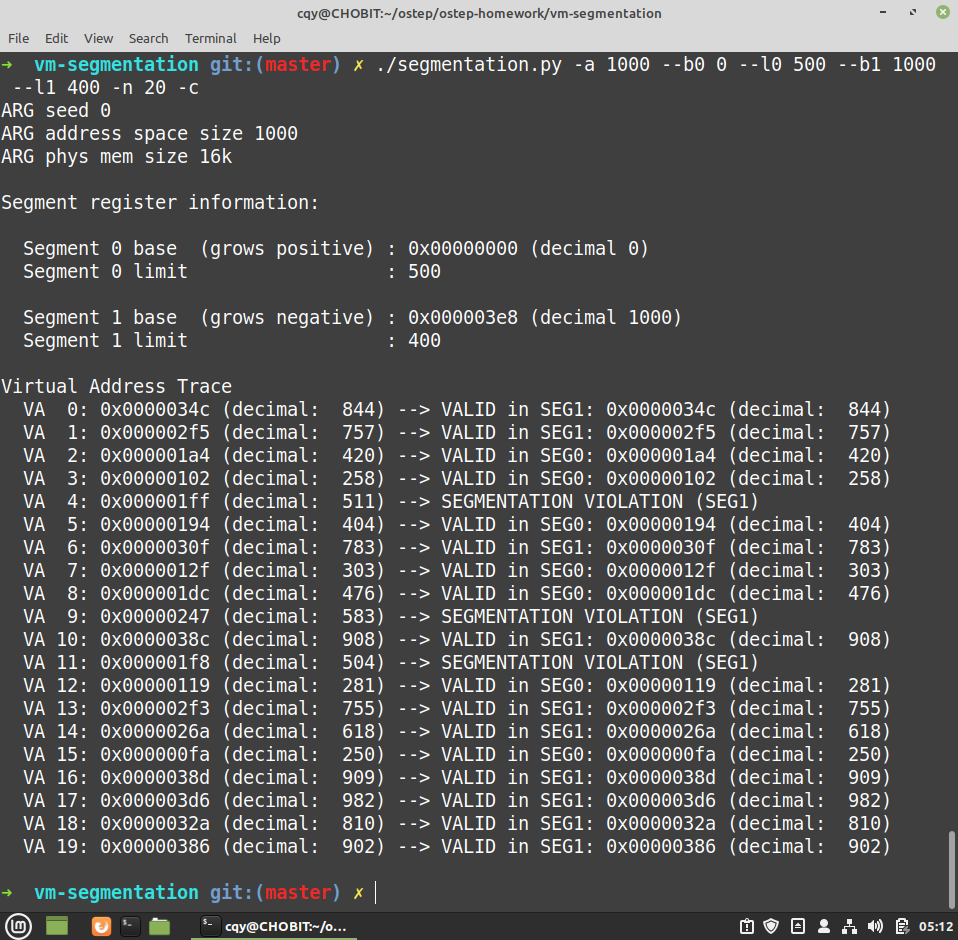 cqy@CHOBIT:~/ostep/ostep-homework/vm-segmentation
File Edit View Search Terminal Help
→ vm-segmentation git:(master) ✗ ./segmentation.py -a 1000 --b0 0 --l0 500 --b1 1000
--l1 400 -n 20 -c
ARG seed 0
ARG address space size 1000
ARG phys mem size 16k
Segment register information:
Segment 0 base  (grows positive) : 0x00000000 (decimal 0)
Segment 0 limit                  : 500
Segment 1 base  (grows negative) : 0x000003e8 (decimal 1000)
Segment 1 limit                  : 400
Virtual Address Trace
VA  0: 0x0000034c (decimal:  844) --> VALID in SEG1: 0x0000034c (decimal:  844)
VA  1: 0x000002f5 (decimal:  757) --> VALID in SEG1: 0x000002f5 (decimal:  757)
VA  2: 0x000001a4 (decimal:  420) --> VALID in SEG0: 0x000001a4 (decimal:  420)
VA  3: 0x00000102 (decimal:  258) --> VALID in SEG0: 0x00000102 (decimal:  258)
VA  4: 0x000001ff (decimal:  511) --> SEGMENTATION VIOLATION (SEG1)
VA  5: 0x00000194 (decimal:  404) --> VALID in SEG0: 0x00000194 (decimal:  404)
VA  6: 0x0000030f (decimal:  783) --> VALID in SEG1: 0x0000030f (decimal:  783)
VA  7: 0x0000012f (decimal:  303) --> VALID in SEG0: 0x0000012f (decimal:  303)
VA  8: 0x000001dc (decimal:  476) --> VALID in SEG0: 0x000001dc (decimal:  476)
VA  9: 0x00000247 (decimal:  583) --> SEGMENTATION VIOLATION (SEG1)
VA 10: 0x0000038c (decimal:  908) --> VALID in SEG1: 0x0000038c (decimal:  908)
VA 11: 0x000001f8 (decimal:  504) --> SEGMENTATION VIOLATION (SEG1)
VA 12: 0x00000119 (decimal:  281) --> VALID in SEG0: 0x00000119 (decimal:  281)
VA 13: 0x000002f3 (decimal:  755) --> VALID in SEG1: 0x000002f3 (decimal:  755)
VA 14: 0x0000026a (decimal:  618) --> VALID in SEG1: 0x0000026a (decimal:  618)
VA 15: 0x000000fa (decimal:  250) --> VALID in SEG0: 0x000000fa (decimal:  250)
VA 16: 0x0000038d (decimal:  909) --> VALID in SEG1: 0x0000038d (decimal:  909)
VA 17: 0x000003d6 (decimal:  982) --> VALID in SEG1: 0x000003d6 (decimal:  982)
VA 18: 0x0000032a (decimal:  810) --> VALID in SEG1: 0x0000032a (decimal:  810)
VA 19: 0x00000386 (decimal:  902) --> VALID in SEG1: 0x00000386 (decimal:  902)
→ vm-segmentation git:(master) ✗
cqy@CHOBIT:~/o... 05:12